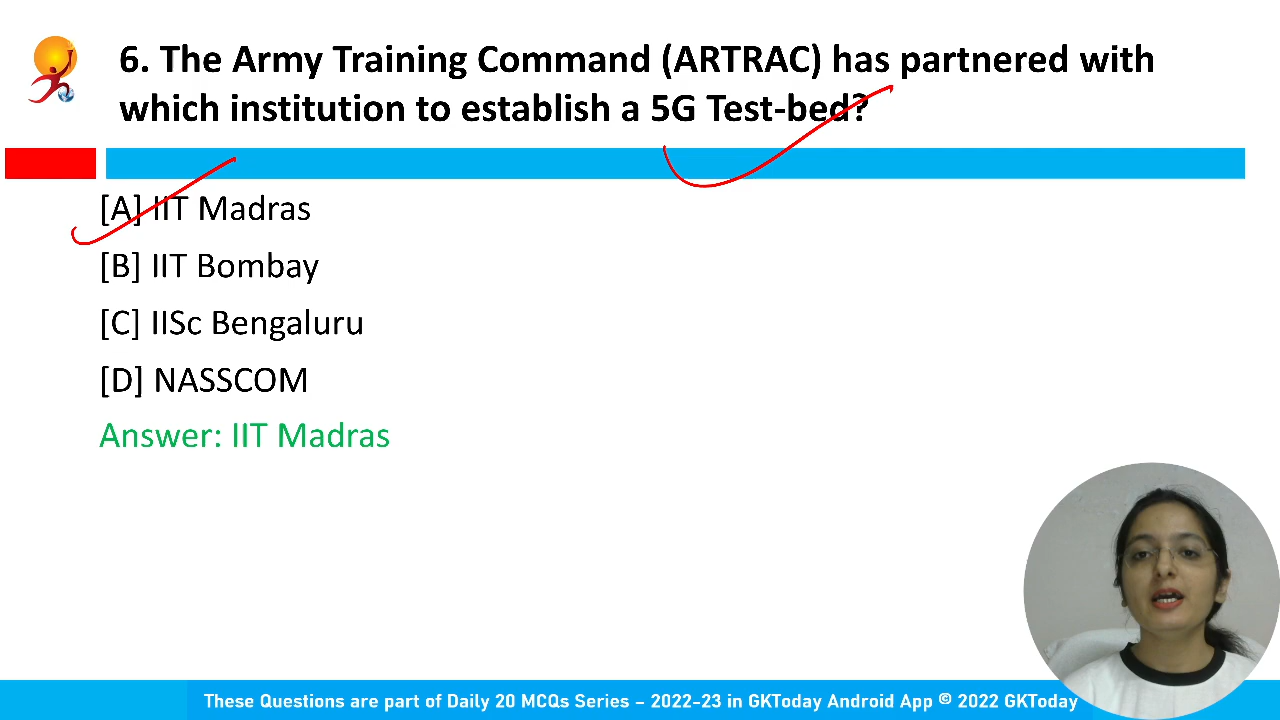 6. The Army Training Command (ARTRAC) has partnered with
which institution to establish a 5G Test-bed?
[A] IIT Madras
[B] IIT Bombay
[C] IISc Bengaluru
[D] NASSCOM
Answer: IIT Madras
These Questions are part of Daily 20 MCQs Series – 2022-23 in GKToday Android App © 2022 GKToday